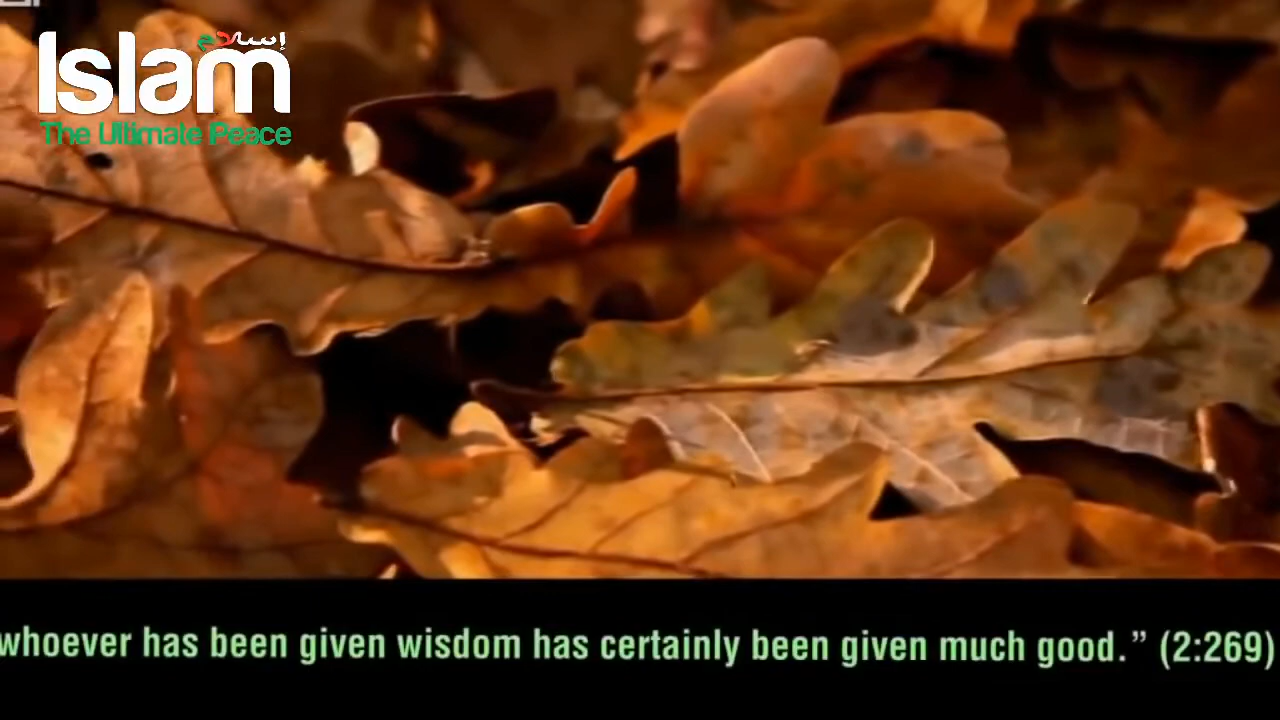 إسلام
Islam
The Ultimate Peace
whoever has been given wisdom has certainly been given much good.” (2:269)